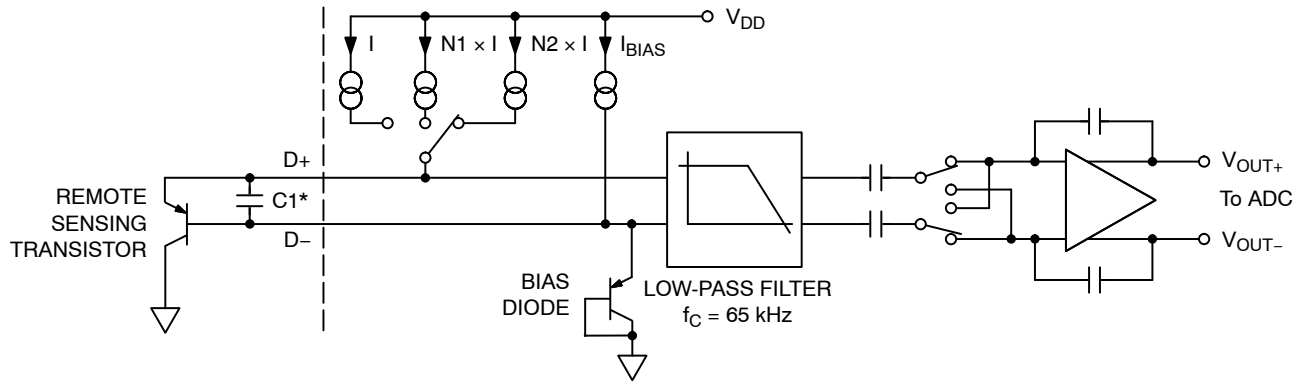 V_DD
I
N1 × I
N2 × I
I_BIAS
D+
C1*
D−
REMOTE
SENSING
TRANSISTOR
BIAS
DIODE
LOW-PASS FILTER
f_C = 65 kHz
V_OUT+
To ADC
V_OUT−